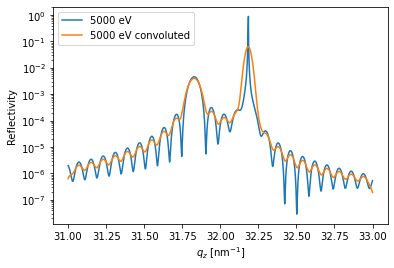 5000 eV
5000 eV convoluted
Reflectivity
10⁰
10⁻¹
10⁻²
10⁻³
10⁻⁴
10⁻⁵
10⁻⁶
10⁻⁷
31.00 31.25 31.50 31.75 32.00 32.25 32.50 32.75 33.00
q_z [nm⁻¹]